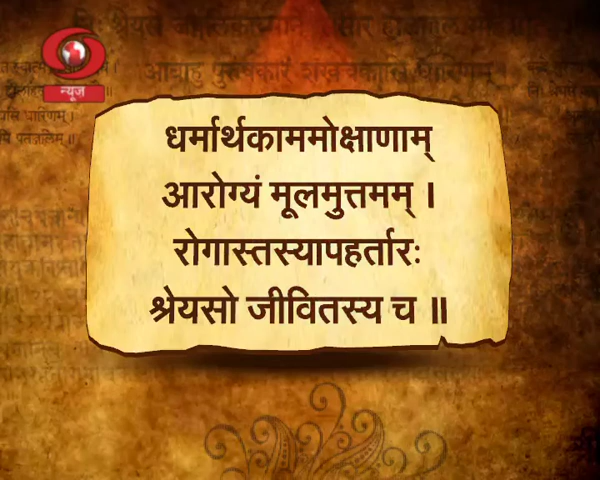 न्यूज़
धर्मार्थकाममोक्षाणाम्
आरोग्यं मूलमुत्तमम् ।
रोगास्तस्यापहर्तारः
श्रेयसो जीवितस्य च ॥